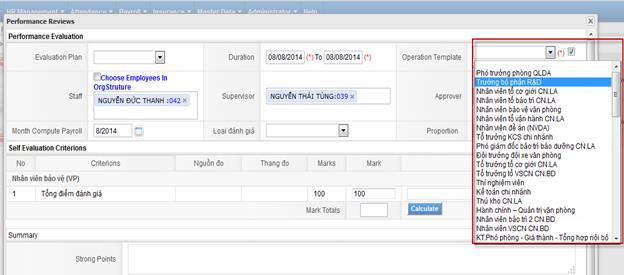 HR Management Attendance Payroll Insurance Master Data Administrator Help
Performance Reviews
Performance Evaluation
Evaluation Plan
Duration 08/08/2014 (*) To 08/08/2014 (*)
Operation Template (*)
Choose Employees In OrgStruture
Staff NGUYỄN ĐỨC THANH :042 ×
Supervisor NGUYỄN THÁI TÙNG:039 ×
Approver
Month Compute Payroll 8/2014
Loại đánh giá
Proportion
Phó trưởng phòng QLDA
Trưởng bộ phận R&D
Nhân viên tổ cơ giới CN.LA
Nhân viên tổ bảo trì CN.LA
Nhân viên bảo vệ văn phòng
Nhân viên tổ vận hành CN.LA
Nhân viên đề án (NVDA)
Tổ trưởng KCS chi nhánh
Phó giám đốc bảo trì bảo dưỡng CN.LA
Đội trưởng đội xe văn phòng
Tổ trưởng tổ cơ giới CN.LA
Tổ trưởng tổ VSCN CN.BD
Thí nghiệm viên
Kế toán chi nhánh
Thủ kho CN.LA
Hành chính – Quản trị văn phòng
Nhân viên bảo trì 2 CN.BD
Nhân viên VSCN CN.BD
KT.Phó phòng - Giá thành - Tổng hợp nội bộ
Self Evaluation Criterions
No Criterions Nguồn đo Thang đo Marks Mark
Nhân viên bảo vệ (VP)
1 Tổng điểm đánh giá 100 100
Mark Totals Calculate
Summary
Strong Points